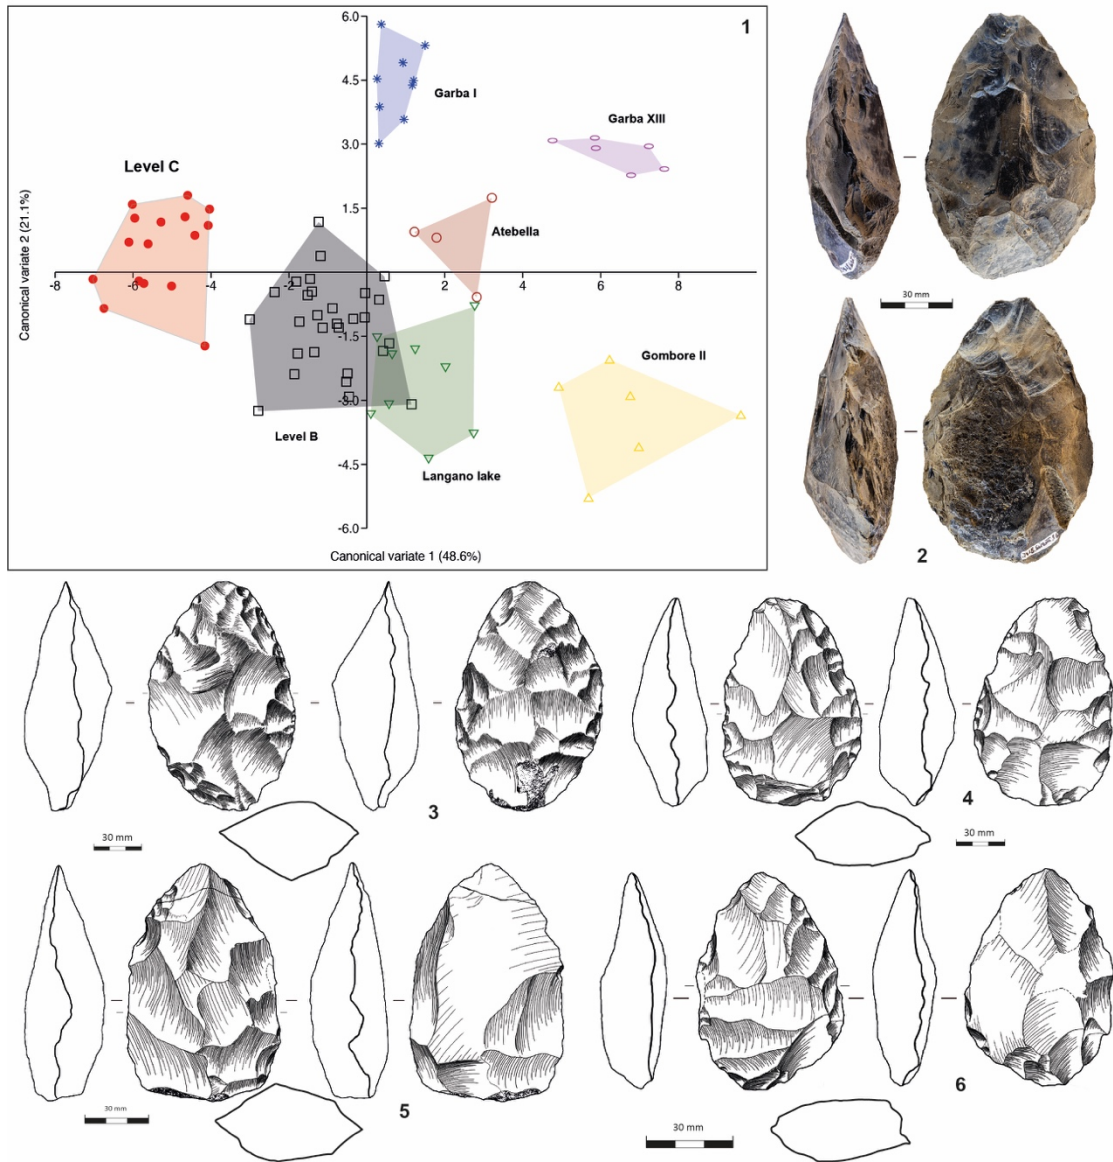 6.0
1
4.5
Garba I
Garba XIII
3.0
Level C
1.5
Atebella
Canonical variate 2 (21.1%)
-8
-6
-4
-2
2
4
6
8
-1.5
Gombore II
-3.0
Level B
-4.5
Langano lake
-6.0
Canonical variate 1 (48.6%)
30 mm
2
3
30 mm
4
30 mm
5
30 mm
6
30 mm